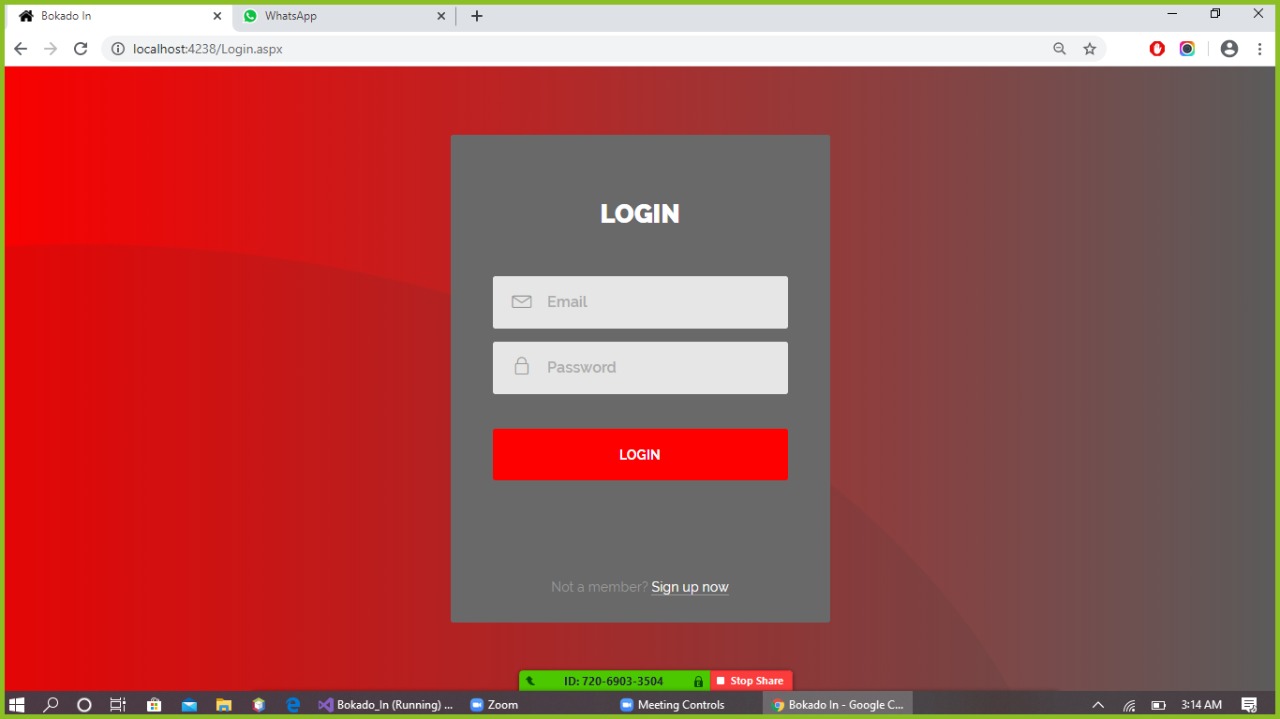 Bokado In
WhatsApp
localhost:4238/Login.aspx
LOGIN
Email
Password
LOGIN
Not a member? Sign up now
ID: 720-6903-3504
Stop Share
Bokado_In (Running) ...
Zoom
Meeting Controls
Bokado In - Google C...
3:14 AM